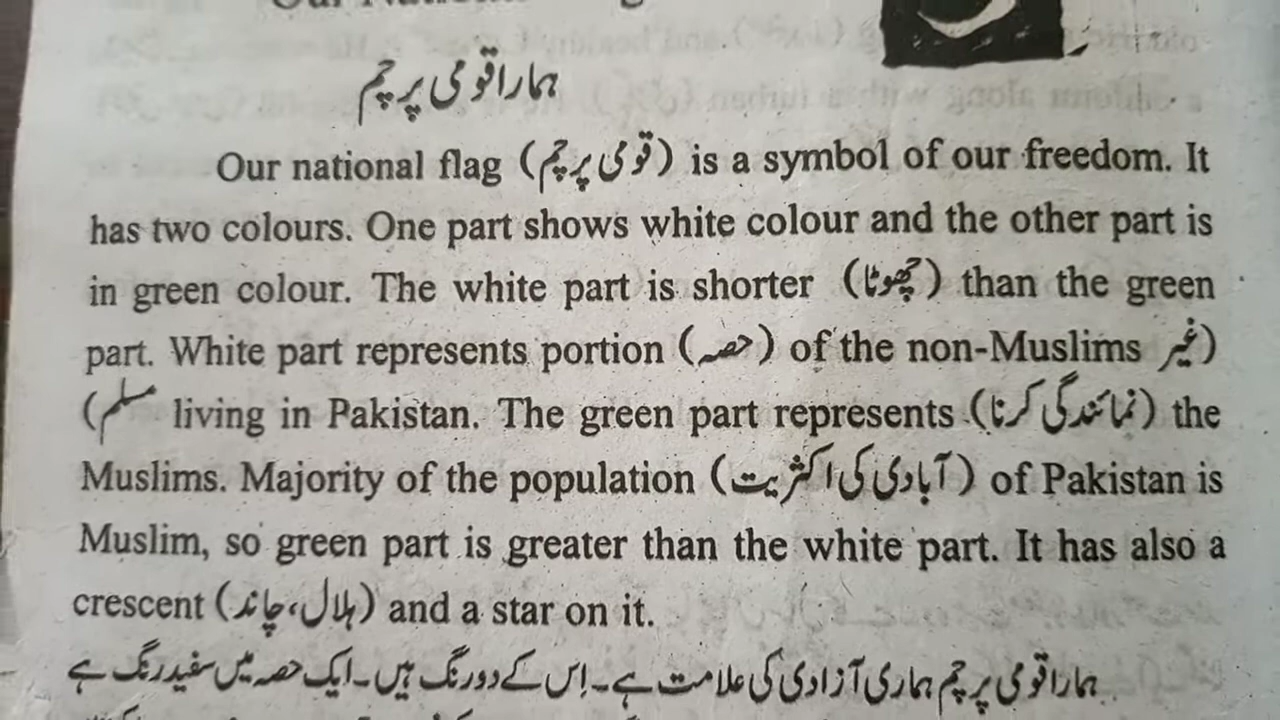 ہمارا قومی پرچم
Our national flag (قومی پرچم) is a symbol of our freedom. It
has two colours. One part shows white colour and the other part is
in green colour. The white part is shorter (چھوٹا) than the green
part. White part represents portion (حصہ) of the non-Muslims (غیر
مسلم) living in Pakistan. The green part represents (نمائندگی کرنا) the
Muslims. Majority of the population (آبادی کی اکثریت) of Pakistan is
Muslim, so green part is greater than the white part. It has also a
crescent (ہلال، چاند) and a star on it.
ہمارا قومی پرچم ہماری آزادی کی علامت ہے۔ اِس کے دو رنگ ہیں۔ ایک حصہ میں سفید رنگ ہے